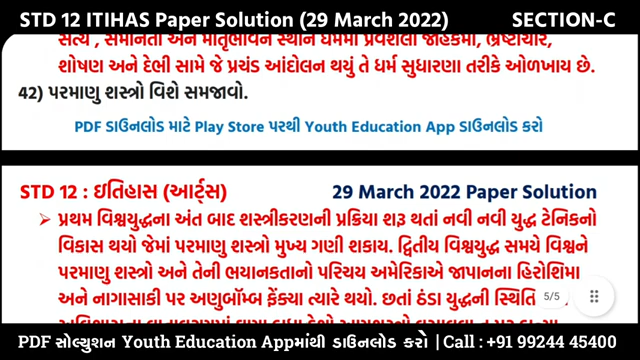 STD 12 ITIHAS Paper Solution (29 March 2022) SECTION-C
સત્ય , સમાનતા અને માતૃભાવને સ્થાને ધર્મમાં પ્રવેશેલા જાહેકમાં, ભ્રષ્ટાચાર,
શોષણ અને દંભી સામે જે પ્રચંડ આંદોલન થયું તે ધર્મ સુધારણા તરીકે ઓળખાય છે.
42) પરમાણુ શસ્ત્રો વિશે સમજાવો.
PDF ડાઉનલોડ માટે Play Store પરથી Youth Education App ડાઉનલોડ કરો
STD 12 : ઇતિહાસ (આર્ટ્સ) 29 March 2022 Paper Solution
➤ પ્રથમ વિશ્વયુદ્ધના અંત બાદ શસ્ત્રીકરણની પ્રક્રિયા શરૂ થતાં નવી નવી યુદ્ધ ટેનિકનો
વિકાસ થયો જેમાં પરમાણુ શસ્ત્રો મુખ્ય ગણી શકાય. દ્વિતીય વિશ્વયુદ્ધ સમયે વિશ્વને
પરમાણુ શસ્ત્રો અને તેની ભયાનકતાનો પરિચય અમેરિકાએ જાપાનના હિરોશિમા
અને નાગાસાકી પર અણુબૉમ્બ ફેંક્યા ત્યારે થયો. છતાં ઠંડા યુદ્ધની સ્થિતિ
5/5
PDF સોલ્યુશન Youth Education Appમાંથી ડાઉનલોડ કરો | Call : +91 99244 45400